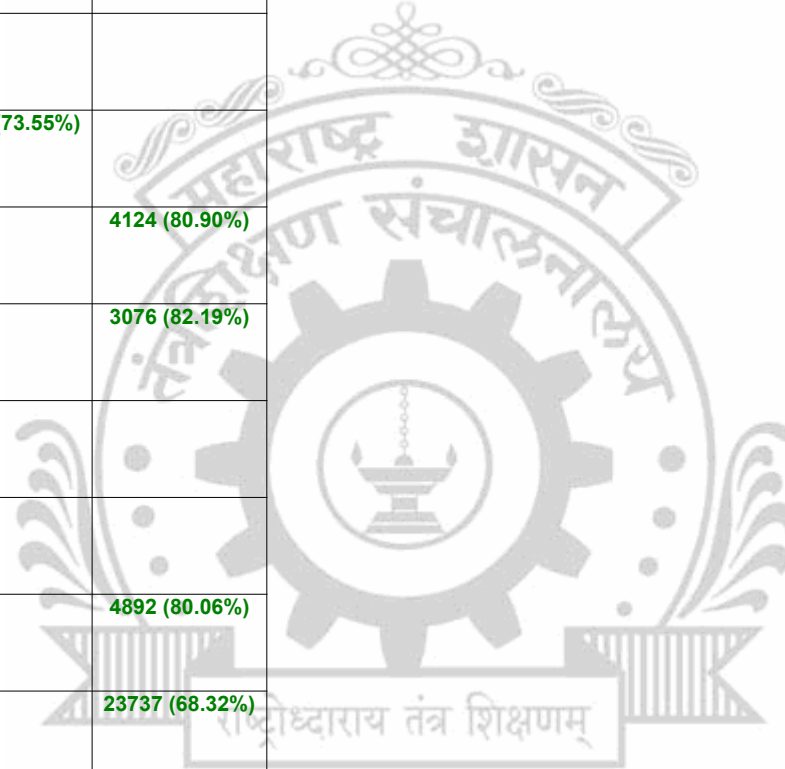 73.55%)
महाराष्ट्र शासन
4124 (80.90%)
तंत्रशिक्षण संचालनालय
3076 (82.19%)
4892 (80.06%)
23737 (68.32%)
राष्ट्रोध्दाराय तंत्र शिक्षणम्